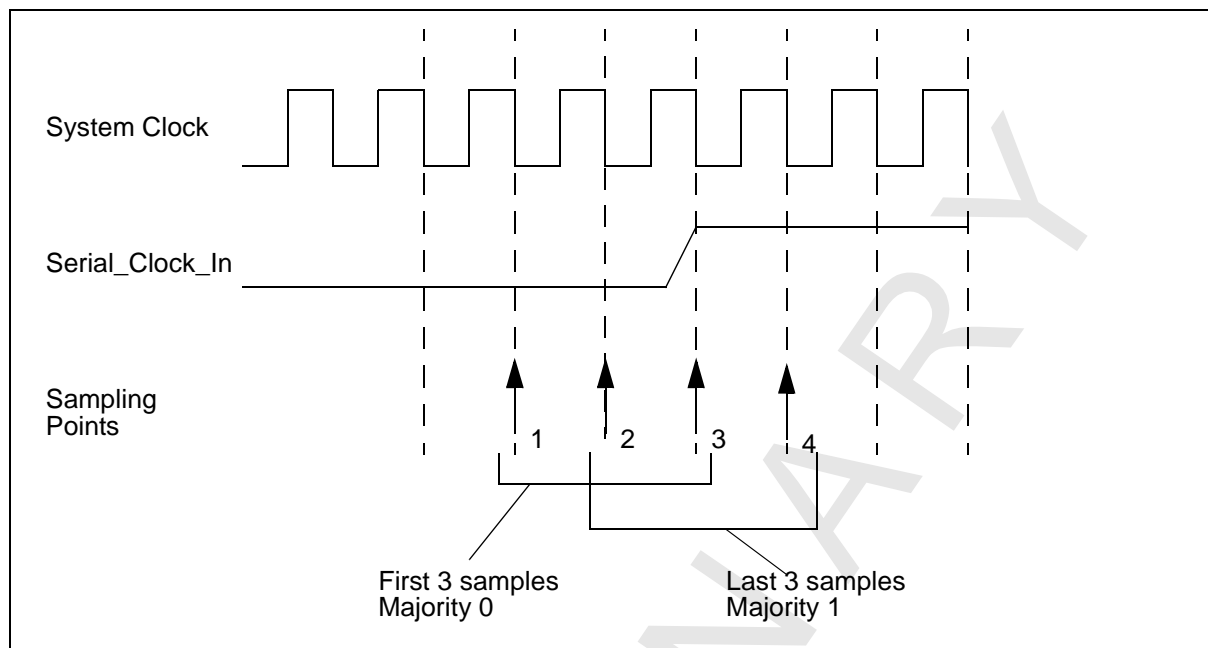 System Clock
Serial_Clock_In
Sampling
Points
1
2
3
4
First 3 samples
Majority 0
Last 3 samples
Majority 1
NARY